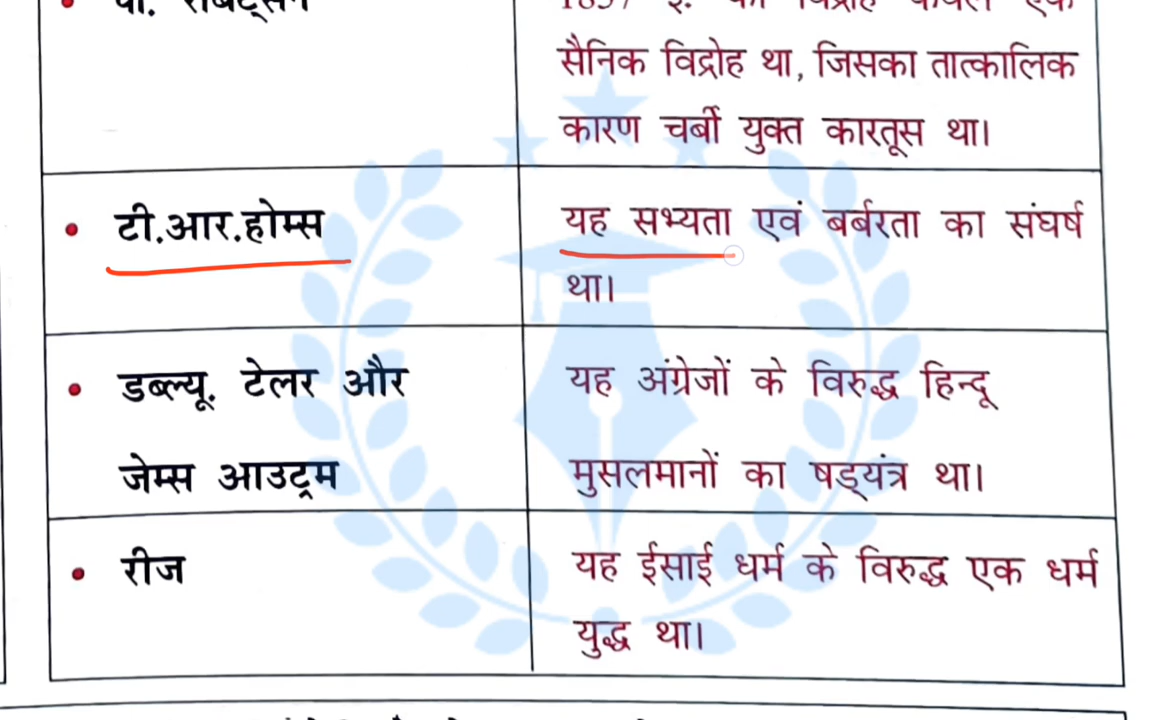 सैनिक विद्रोह था, जिसका तात्कालिक
कारण चर्बी युक्त कारतूस था।
• टी.आर.होम्स
यह सभ्यता एवं बर्बरता का संघर्ष
था।
• डब्ल्यू. टेलर और
जेम्स आउट्रम
यह अंग्रेजों के विरुद्ध हिन्दू
मुसलमानों का षड्यंत्र था।
• रीज
यह ईसाई धर्म के विरुद्ध एक धर्म
युद्ध था।